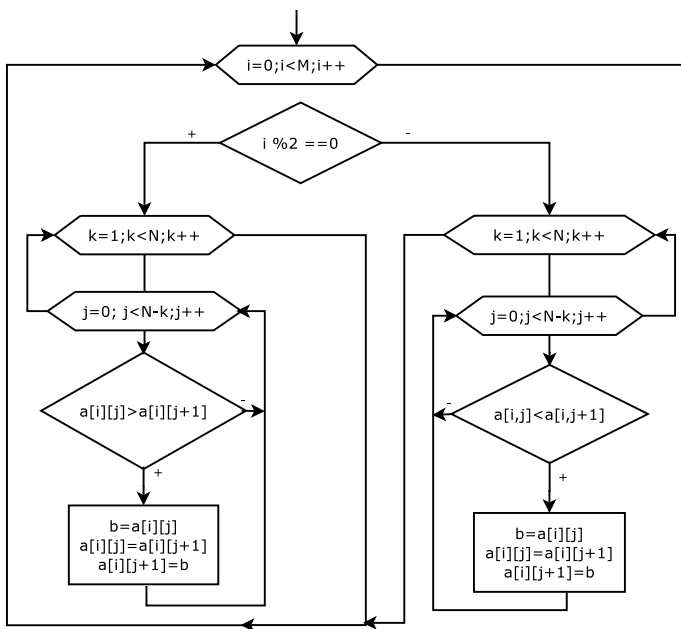 i=0;i<M;i++
i %2 ==0
+
-
k=1;k<N;k++
k=1;k<N;k++
j=0; j<N-k;j++
j=0;j<N-k;j++
a[i][j]>a[i][j+1]
-
a[i,j]<a[i,j+1]
-
+
+
b=a[i][j]
a[i][j]=a[i][j+1]
a[i][j+1]=b
b=a[i][j]
a[i][j]=a[i][j+1]
a[i][j+1]=b